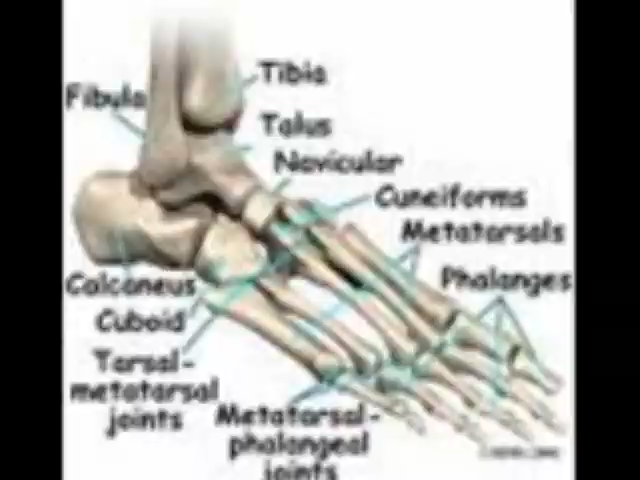 Tibia
Fibula
Talus
Navicular
Cuneiforms
Metatarsals
Phalanges
Calcaneus
Cuboid
Tarsal-
metatarsal
joints
Metatarsal-
phalangeal
joints